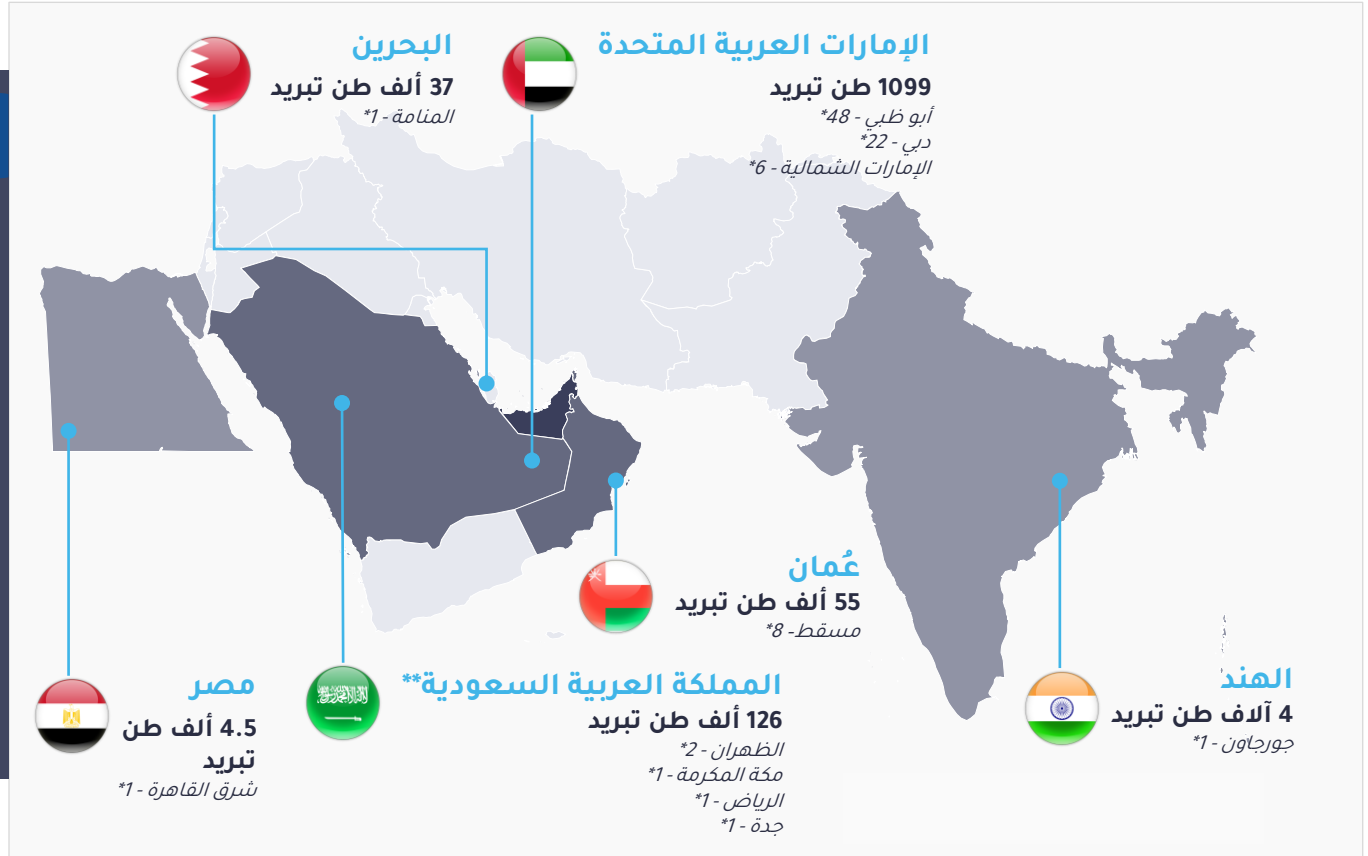 الإمارات العربية المتحدة
1099 طن تبريد
أبو ظبي - 48*
دبي - 22*
الإمارات الشمالية - 6*
البحرين
37 ألف طن تبريد
المنامة - 1*
عُمان
55 ألف طن تبريد
مسقط- 8*
الهند
4 آلاف طن تبريد
جورجاون - 1*
المملكة العربية السعودية**
126 ألف طن تبريد
الظهران - 2*
مكة المكرمة - 1*
الرياض - 1*
جدة - 1*
مصر
4.5 ألف طن
تبريد
شرق القاهرة - 1*